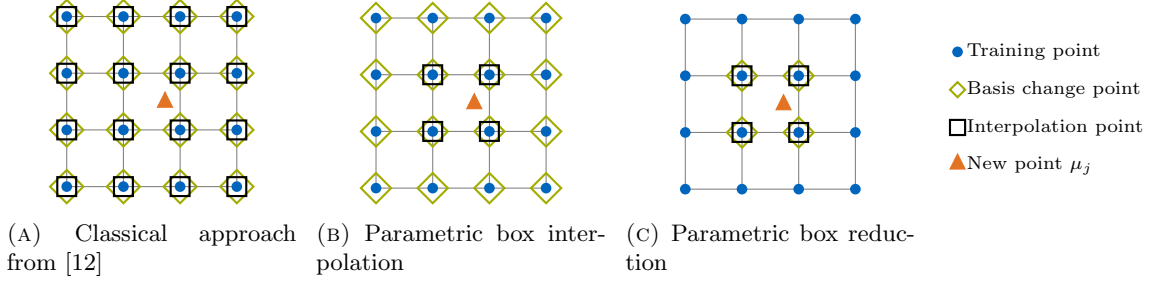 Training point
Basis change point
Interpolation point
New point μj
(A) Classical approach
from [12]
(B) Parametric box inter-
polation
(C) Parametric box reduc-
tion